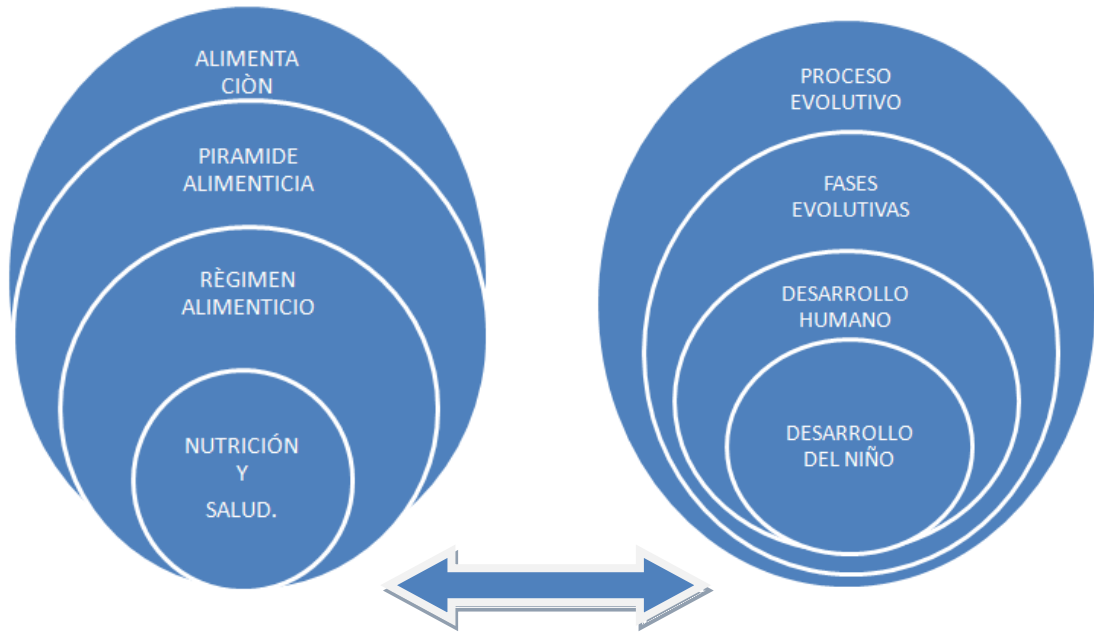 ALIMENTA
CIÒN
PIRAMIDE
ALIMENTICIA
RÈGIMEN
ALIMENTICIO
NUTRICIÓN
Y
SALUD.
PROCESO
EVOLUTIVO
FASES
EVOLUTIVAS
DESARROLLO
HUMANO
DESARROLLO
DEL NIÑO